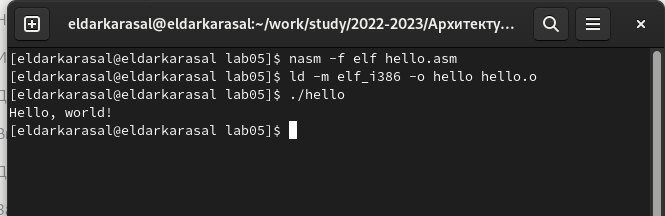 eldarkarasal@eldarkarasal:~/work/study/2022-2023/Архитекту...
[eldarkarasal@eldarkarasal lab05]$ nasm -f elf hello.asm
[eldarkarasal@eldarkarasal lab05]$ ld -m elf_i386 -o hello hello.o
[eldarkarasal@eldarkarasal lab05]$ ./hello
Hello, world!
[eldarkarasal@eldarkarasal lab05]$